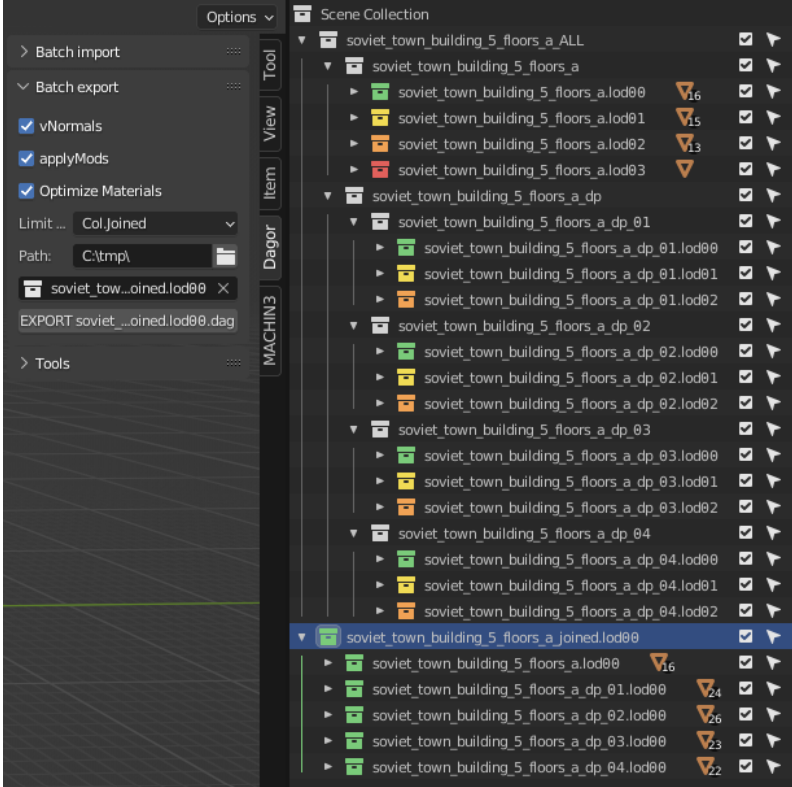 Options
Batch import
Batch export
vNormals
applyMods
Optimize Materials
Limit ... Col.Joined
Path: C:\tmp\
soviet_tow...oined.lod00
EXPORT soviet_...oined.lod00.dag
Tools
Tool
View
Item
Dagor
MACHIN3
Scene Collection
soviet_town_building_5_floors_a_ALL
soviet_town_building_5_floors_a
soviet_town_building_5_floors_a.lod00 16
soviet_town_building_5_floors_a.lod01 15
soviet_town_building_5_floors_a.lod02 13
soviet_town_building_5_floors_a.lod03
soviet_town_building_5_floors_a_dp
soviet_town_building_5_floors_a_dp_01
soviet_town_building_5_floors_a_dp_01.lod00
soviet_town_building_5_floors_a_dp_01.lod01
soviet_town_building_5_floors_a_dp_01.lod02
soviet_town_building_5_floors_a_dp_02
soviet_town_building_5_floors_a_dp_02.lod00
soviet_town_building_5_floors_a_dp_02.lod01
soviet_town_building_5_floors_a_dp_02.lod02
soviet_town_building_5_floors_a_dp_03
soviet_town_building_5_floors_a_dp_03.lod00
soviet_town_building_5_floors_a_dp_03.lod01
soviet_town_building_5_floors_a_dp_03.lod02
soviet_town_building_5_floors_a_dp_04
soviet_town_building_5_floors_a_dp_04.lod00
soviet_town_building_5_floors_a_dp_04.lod01
soviet_town_building_5_floors_a_dp_04.lod02
soviet_town_building_5_floors_a_joined.lod00
soviet_town_building_5_floors_a.lod00 16
soviet_town_building_5_floors_a_dp_01.lod00 24
soviet_town_building_5_floors_a_dp_02.lod00 26
soviet_town_building_5_floors_a_dp_03.lod00 23
soviet_town_building_5_floors_a_dp_04.lod00 22